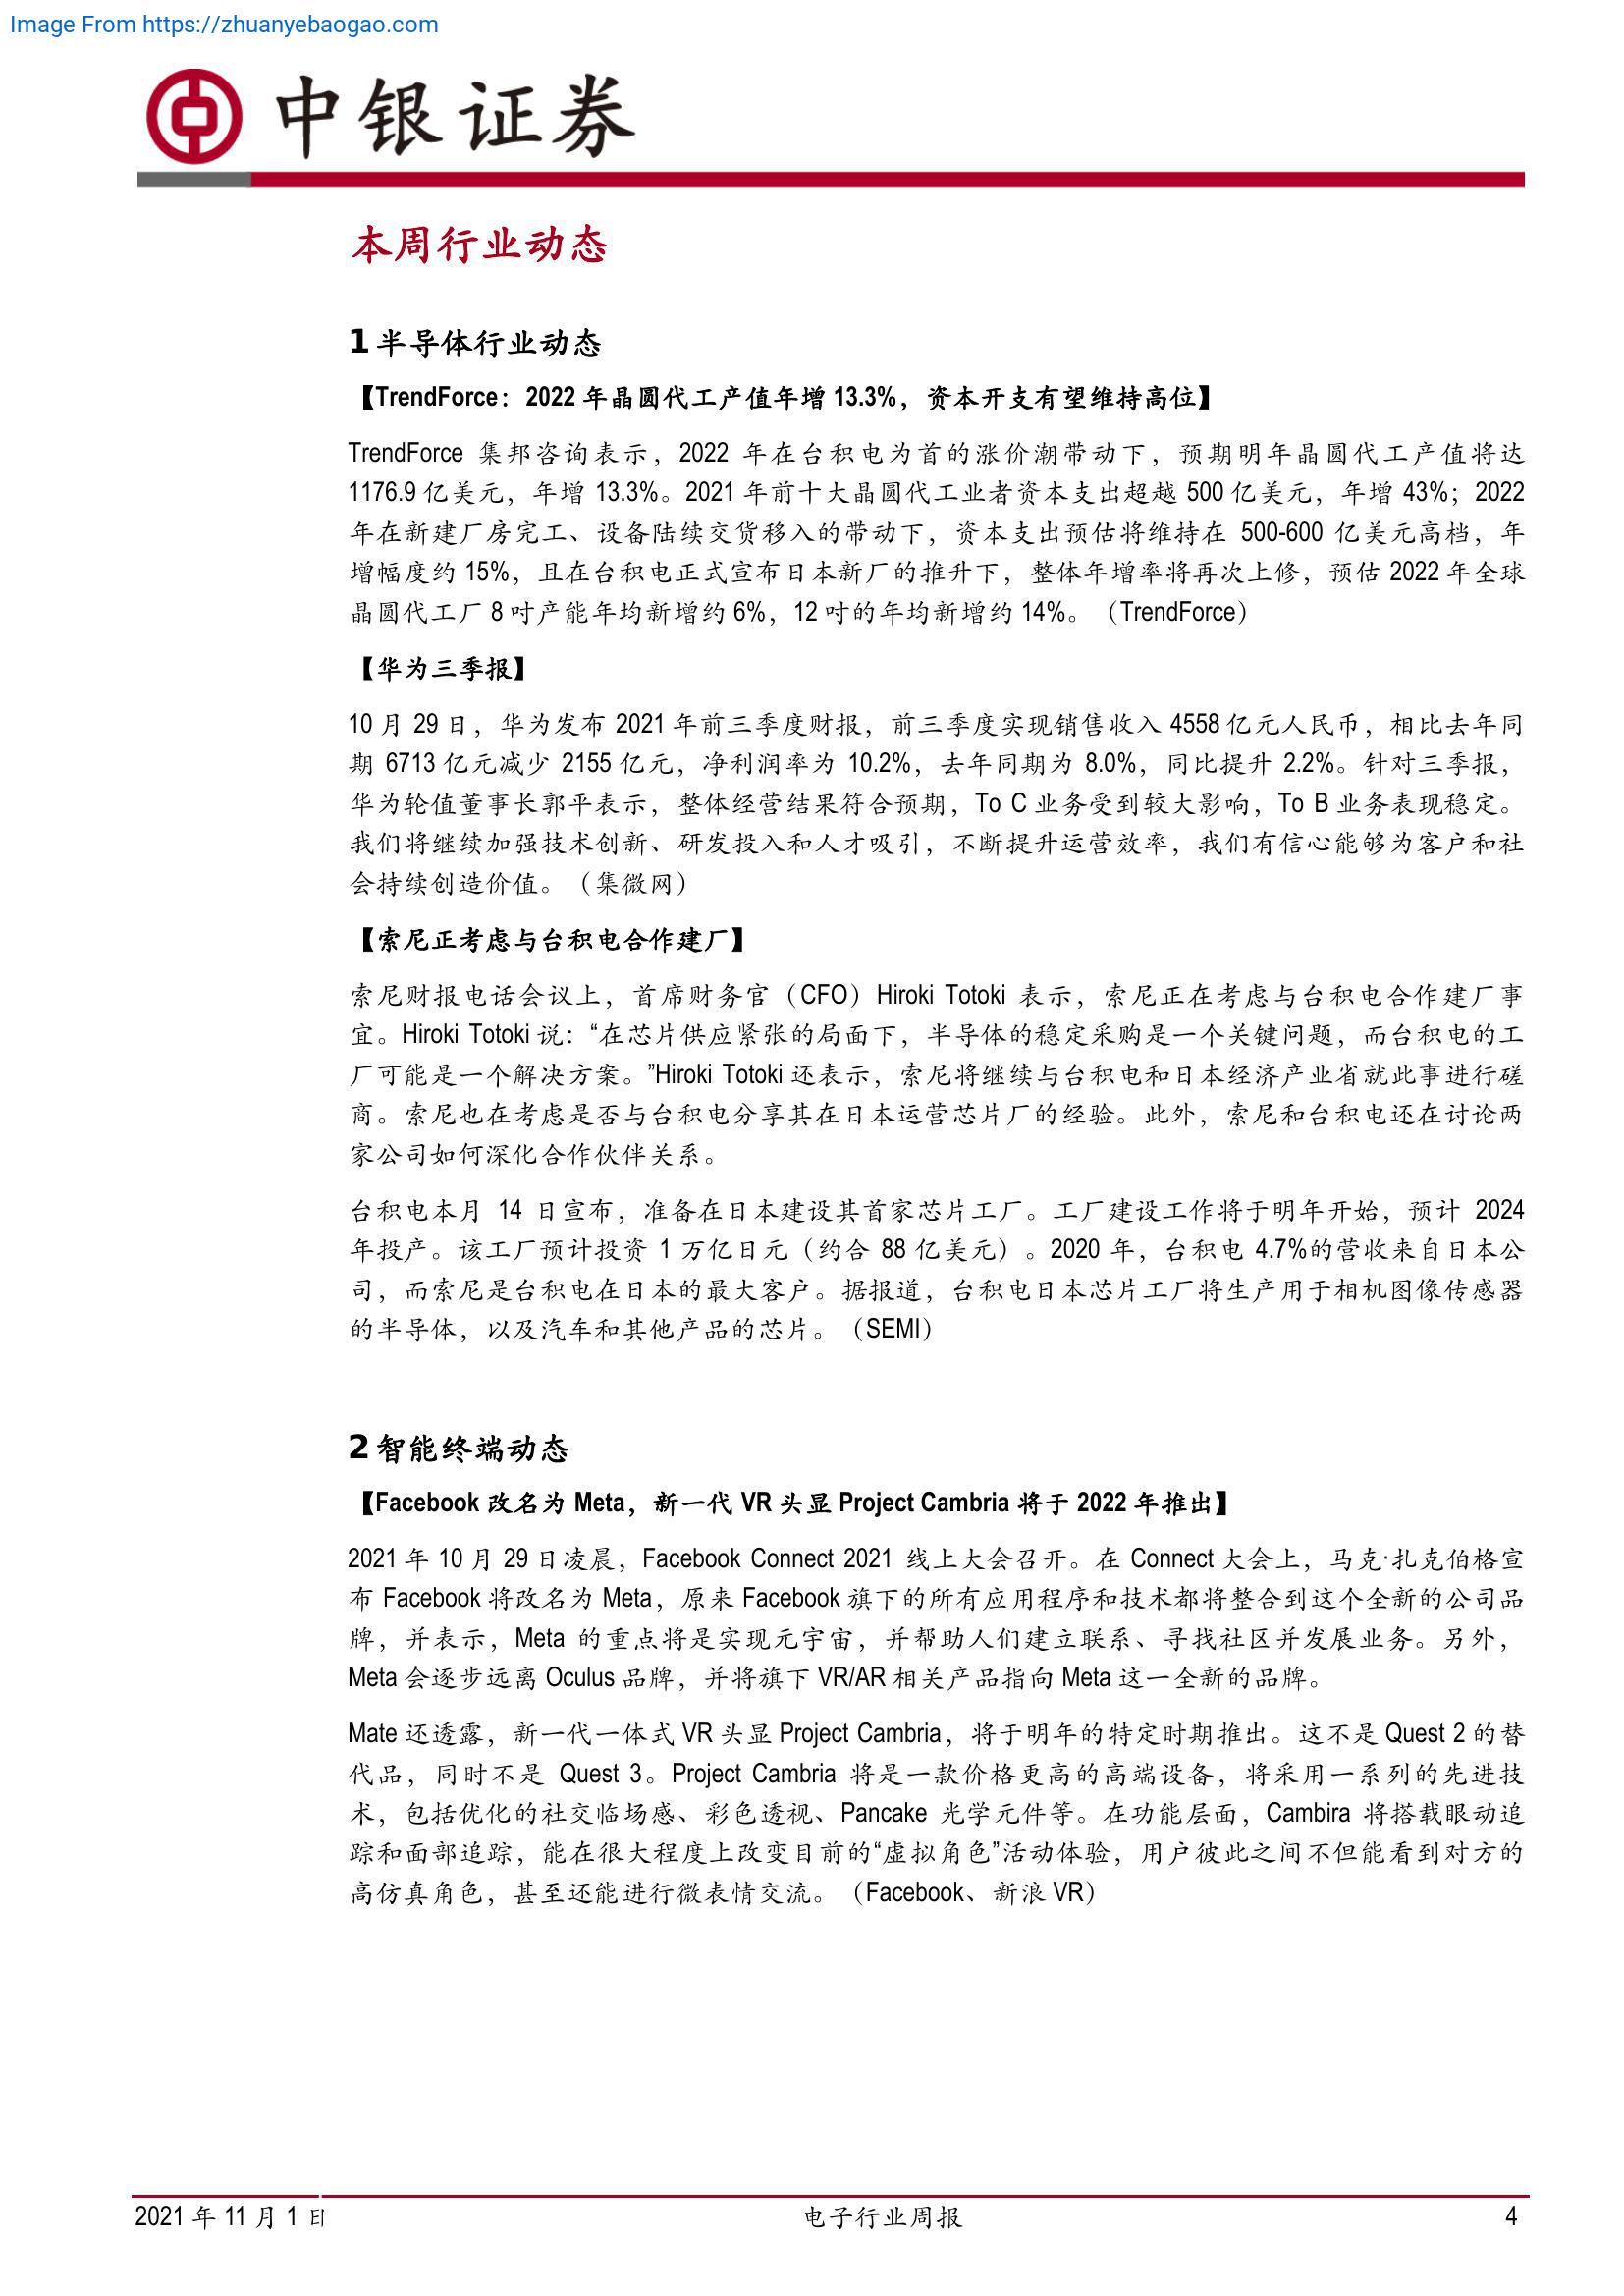 Image From https://zhuanyebaogao.com
中银证券
本周行业动态
1 半导体行业动态
【TrendForce：2022 年晶圆代工产值年增 13.3%，资本开支有望维持高位】
TrendForce 集邦咨询表示，2022 年在台积电为首的涨价潮带动下，预期明年晶圆代工产值将达
1176.9 亿美元，年增 13.3%。2021 年前十大晶圆代工业者资本支出超越 500 亿美元，年增 43%；2022
年在新建厂房完工、设备陆续交货移入的带动下，资本支出预估将维持在 500-600 亿美元高档，年
增幅度约 15%，且在台积电正式宣布日本新厂的推升下，整体年增率将再次上修，预估 2022 年全球
晶圆代工厂 8 吋产能年均新增约 6%，12 吋的年均新增约 14%。（TrendForce）
【华为三季报】
10 月 29 日，华为发布 2021 年前三季度财报，前三季度实现销售收入 4558 亿元人民币，相比去年同
期 6713 亿元减少 2155 亿元，净利润率为 10.2%，去年同期为 8.0%，同比提升 2.2%。针对三季报，
华为轮值董事长郭平表示，整体经营结果符合预期，To C 业务受到较大影响，To B 业务表现稳定。
我们将继续加强技术创新、研发投入和人才吸引，不断提升运营效率，我们有信心能够为客户和社
会持续创造价值。（集微网）
【索尼正考虑与台积电合作建厂】
索尼财报电话会议上，首席财务官（CFO）Hiroki Totoki 表示，索尼正在考虑与台积电合作建厂事
宜。Hiroki Totoki 说：“在芯片供应紧张的局面下，半导体的稳定采购是一个关键问题，而台积电的工
厂可能是一个解决方案。”Hiroki Totoki 还表示，索尼将继续与台积电和日本经济产业省就此事进行磋
商。索尼也在考虑是否与台积电分享其在日本运营芯片厂的经验。此外，索尼和台积电还在讨论两
家公司如何深化合作伙伴关系。
台积电本月 14 日宣布，准备在日本建设其首家芯片工厂。工厂建设工作将于明年开始，预计 2024
年投产。该工厂预计投资 1 万亿日元（约合 88 亿美元）。2020 年，台积电 4.7%的营收来自日本公
司，而索尼是台积电在日本的最大客户。据报道，台积电日本芯片工厂将生产用于相机图像传感器
的半导体，以及汽车和其他产品的芯片。（SEMI）
2 智能终端动态
【Facebook 改名为 Meta，新一代 VR 头显 Project Cambria 将于 2022 年推出】
2021 年 10 月 29 日凌晨，Facebook Connect 2021 线上大会召开。在 Connect 大会上，马克·扎克伯格宣
布 Facebook 将改名为 Meta，原来 Facebook 旗下的所有应用程序和技术都将整合到这个全新的公司品
牌，并表示，Meta 的重点将是实现元宇宙，并帮助人们建立联系、寻找社区并发展业务。另外，
Meta 会逐步远离 Oculus 品牌，并将旗下 VR/AR 相关产品指向 Meta 这一全新的品牌。
Mate 还透露，新一代一体式 VR 头显 Project Cambria，将于明年的特定时期推出。这不是 Quest 2 的替
代品，同时不是 Quest 3。Project Cambria 将是一款价格更高的高端设备，将采用一系列的先进技
术，包括优化的社交临场感、彩色透视、Pancake 光学元件等。在功能层面，Cambira 将搭载眼动追
踪和面部追踪，能在很大程度上改变目前的“虚拟角色”活动体验，用户彼此之间不但能看到对方的
高仿真角色，甚至还能进行微表情交流。（Facebook、新浪 VR）
2021 年 11 月 1 日
电子行业周报
4